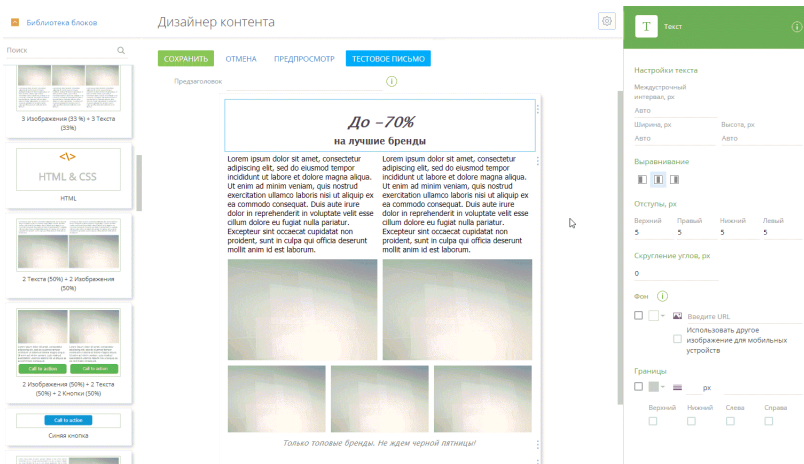 Библиотека блоков
Дизайнер контента
Поиск
3 Изображения (33 %) + 3 Текста
(33%)
</>
HTML & CSS
HTML
2 Текста (50%) + 2 Изображения
(50%)
Call to action
Call to action
2 Изображения (50%) + 2 Текста
(50%) + 2 Кнопки (50%)
Call to action
Синяя кнопка
СОХРАНИТЬ
ОТМЕНА
ПРЕДПРОСМОТР
ТЕСТОВОЕ ПИСЬМО
Предзаголовок
До –70%
на лучшие бренды
Lorem ipsum dolor sit amet, consectetur
adipiscing elit, sed do eiusmod tempor
incididunt ut labore et dolore magna aliqua.
Ut enim ad minim veniam, quis nostrud
exercitation ullamco laboris nisi ut aliquip ex
ea commodo consequat. Duis aute irure
dolor in reprehenderit in voluptate velit esse
cillum dolore eu fugiat nulla pariatur.
Excepteur sint occaecat cupidatat non
proident, sunt in culpa qui officia deserunt
mollit anim id est laborum.
Lorem ipsum dolor sit amet, consectetur
adipiscing elit, sed do eiusmod tempor
incididunt ut labore et dolore magna aliqua.
Ut enim ad minim veniam, quis nostrud
exercitation ullamco laboris nisi ut aliquip ex
ea commodo consequat. Duis aute irure
dolor in reprehenderit in voluptate velit esse
cillum dolore eu fugiat nulla pariatur.
Excepteur sint occaecat cupidatat non
proident, sunt in culpa qui officia deserunt
mollit anim id est laborum.
Только топовые бренды. Не ждем черной пятницы!
T
Текст
Настройки текста
Междустрочный
интервал, px
Авто
Ширина, px
Высота, px
Авто
Авто
Выравнивание
Отступы, px
Верхний
Правый
Нижний
Левый
5
5
5
5
Скругление углов, px
0
Фон
Введите URL
Использовать другое
изображение для мобильных
устройств
Границы
px
Верхний
Нижний
Слева
Справа